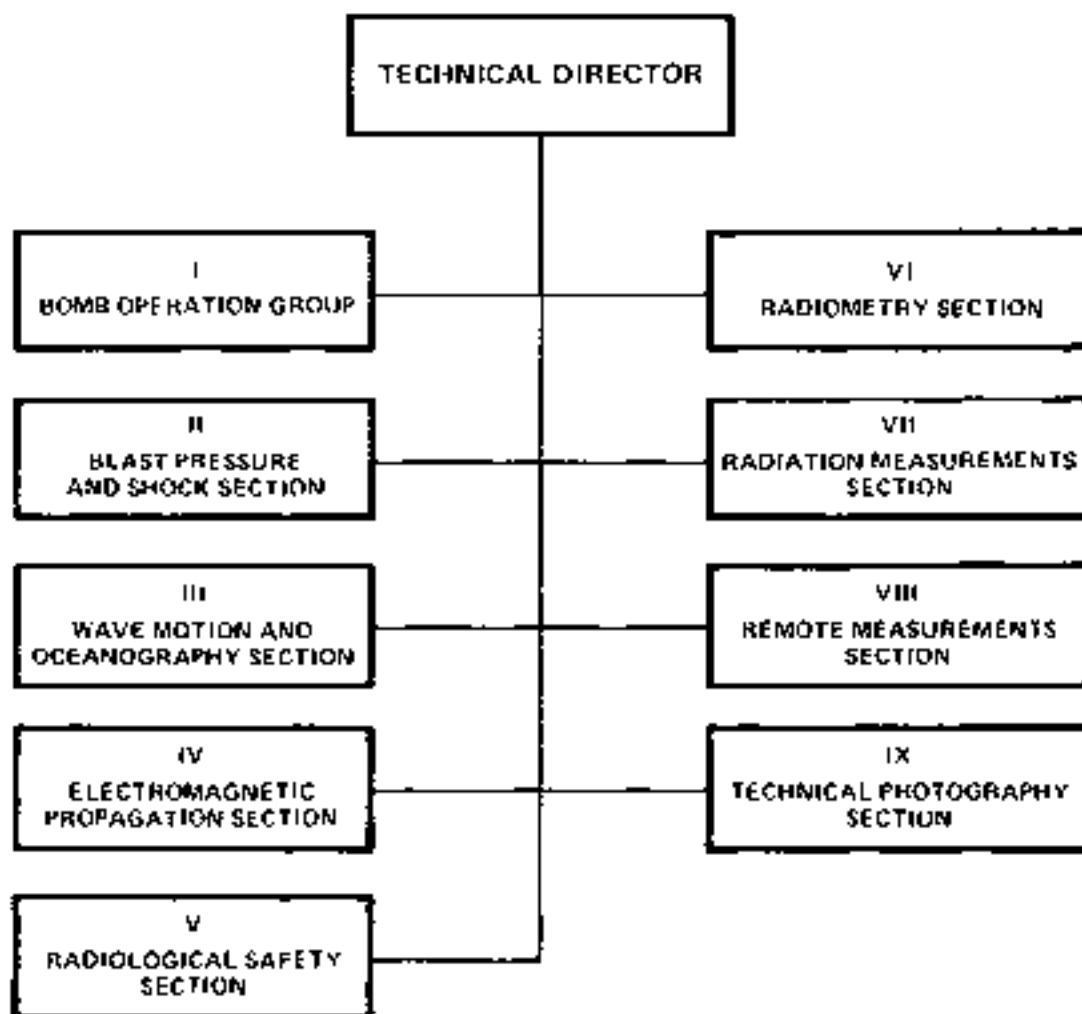 TECHNICAL DIRECTOR
I
BOMB OPERATION GROUP
II
BLAST PRESSURE
AND SHOCK SECTION
III
WAVE MOTION AND
OCEANOGRAPHY SECTION
IV
ELECTROMAGNETIC
PROPAGATION SECTION
V
RADIOLOGICAL SAFETY
SECTION
VI
RADIOMETRY SECTION
VII
RADIATION MEASUREMENTS
SECTION
VIII
REMOTE MEASUREMENTS
SECTION
IX
TECHNICAL PHOTOGRAPHY
SECTION